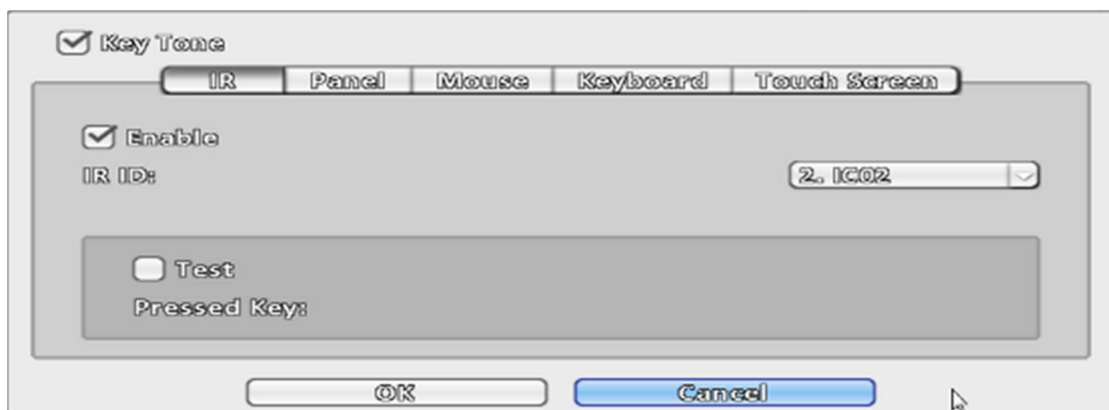 Key Tone
IR Panel Mouse Keyboard Touch Screen
Enable
IR ID: 2. IC02
Test
Pressed Key:
OK Cancel